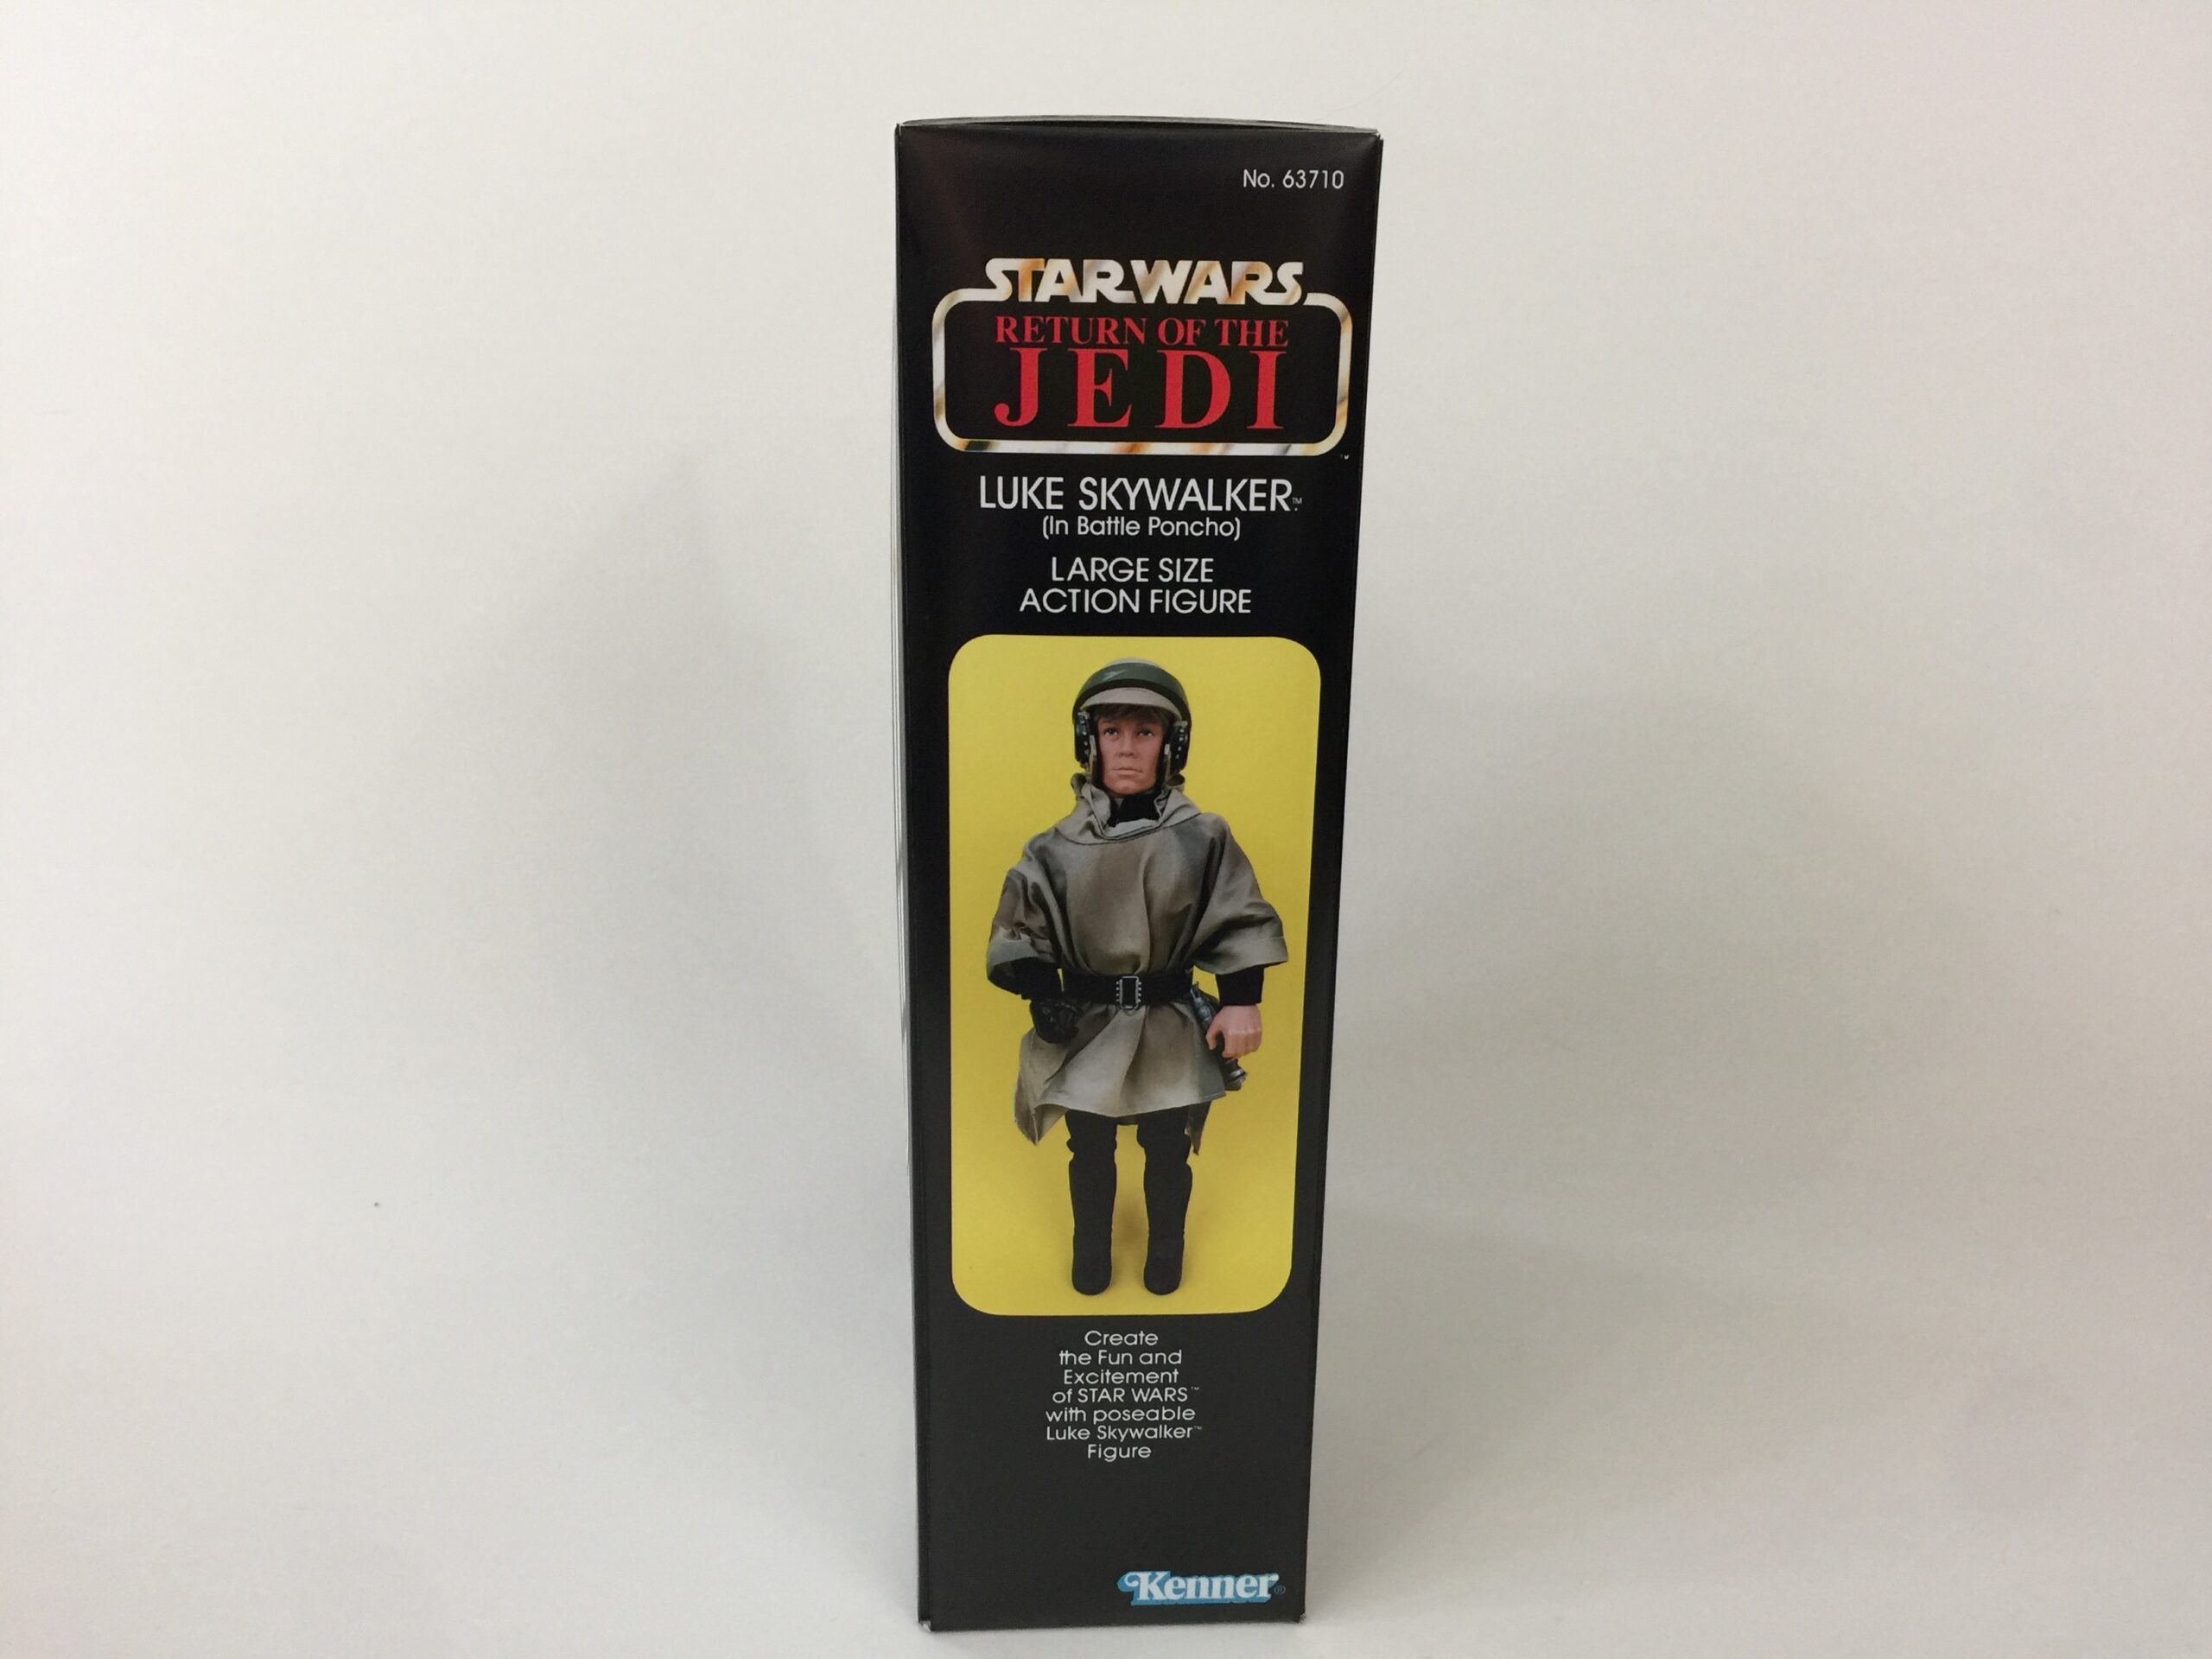 No. 63710
STAR WARS
RETURN OF THE
JEDI
™
LUKE SKYWALKER™
(In Battle Poncho)
LARGE SIZE
ACTION FIGURE
Create
the Fun and
Excitement
of STAR WARS™
with poseable
Luke Skywalker™
Figure
Kenner®